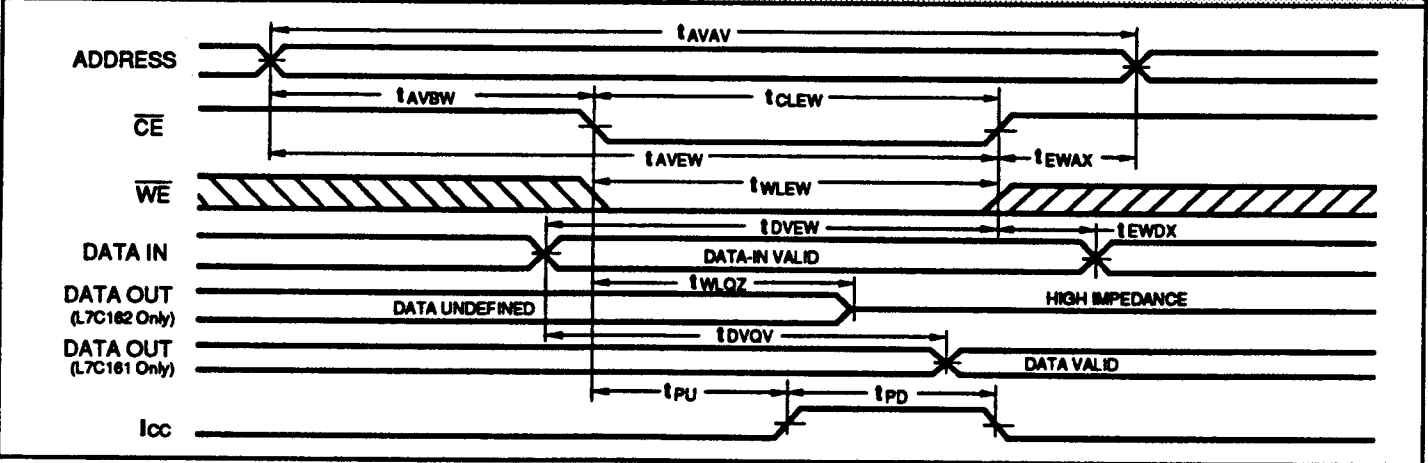 tAVAV
ADDRESS
tAVBW
tCLEW
CE
tAVEW
tEWAX
WE
tWLEW
tDVEW
tEWDX
DATA IN
DATA-IN VALID
tWLQZ
DATA OUT
(L7C162 Only)
DATA UNDEFINED
HIGH IMPEDANCE
tDVQV
DATA OUT
(L7C161 Only)
DATA VALID
tPU
tPD
ICC